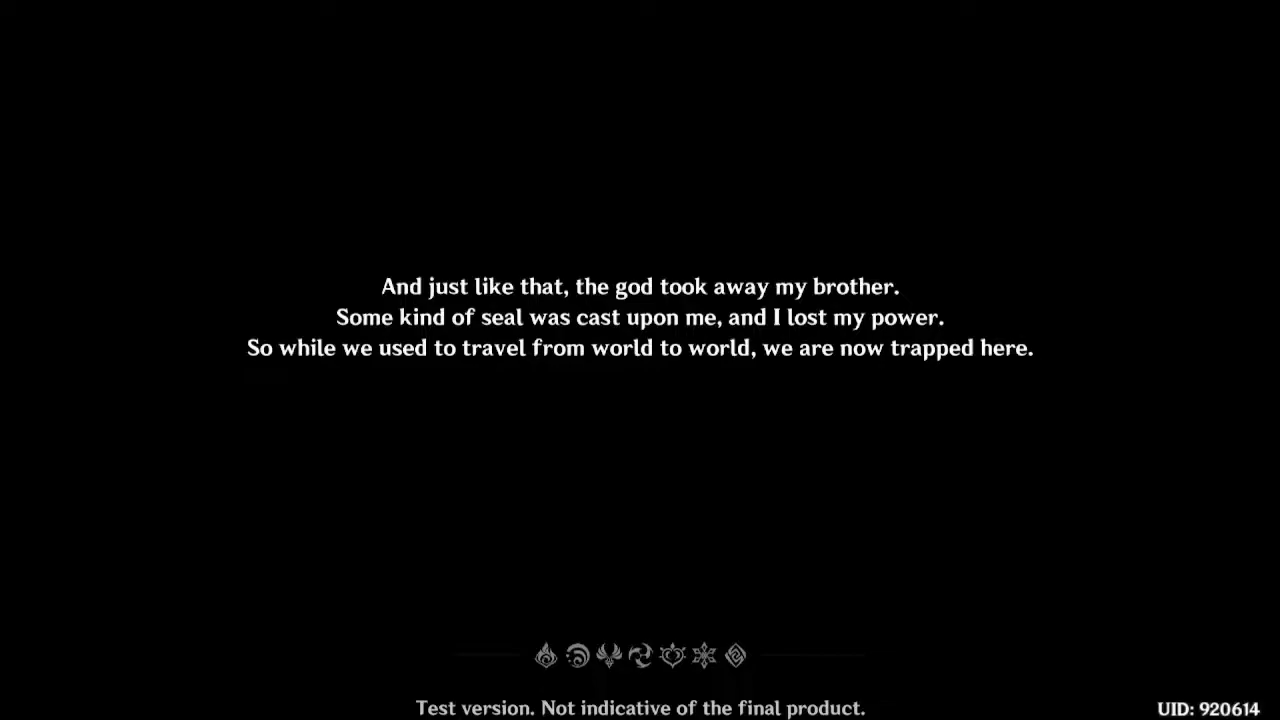 And just like that, the god took away my brother.
Some kind of seal was cast upon me, and I lost my power.
So while we used to travel from world to world, we are now trapped here.
Test version. Not indicative of the final product.
UID: 920614